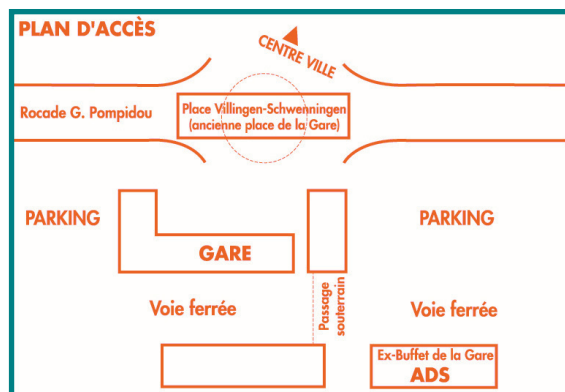 PLAN D'ACCÈS
CENTRE VILLE
Rocade G. Pompidou
Place Villingen-Schwenningen
(ancienne place de la Gare)
PARKING
GARE
PARKING
Voie ferrée
Passage
souterrain
Voie ferrée
Ex-Buffet de la Gare
ADS